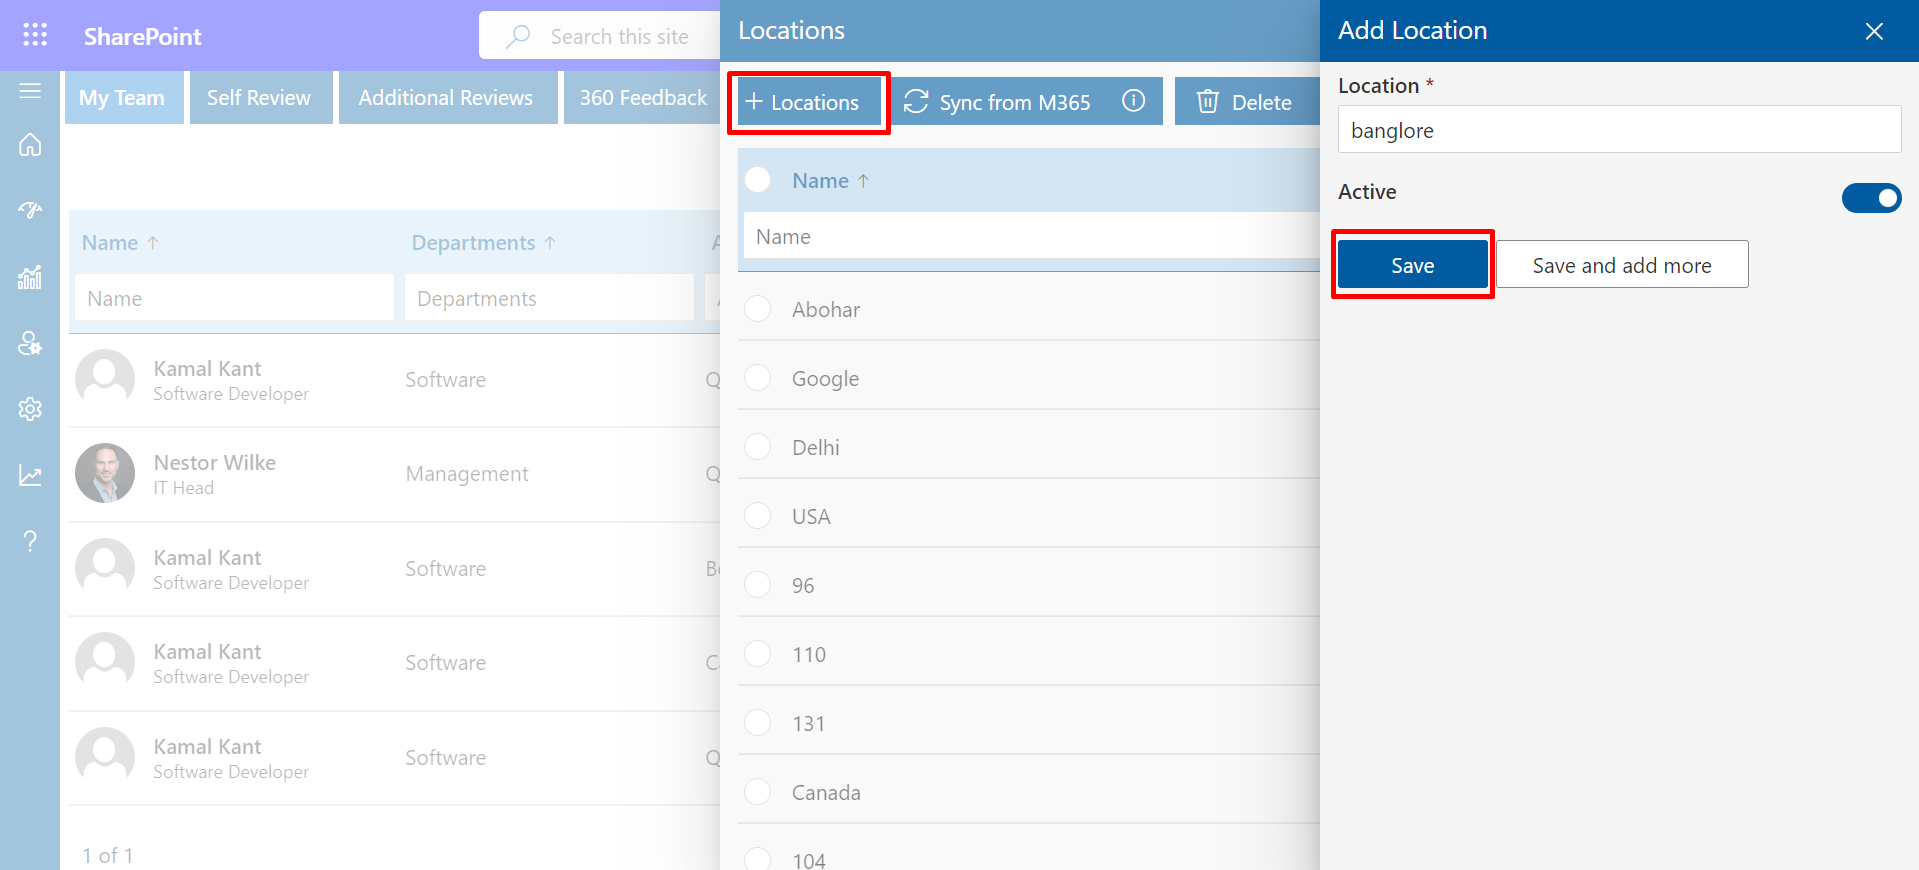 SharePoint
Search this site
My Team
Self Review
Additional Reviews
360 Feedback
Name ↑
Departments ↑
A
Name
Departments
Kamal Kant
Software Developer
Software
Q
Nestor Wilke
IT Head
Management
Q
Kamal Kant
Software Developer
Software
Kamal Kant
Software Developer
Software
Kamal Kant
Software Developer
Software
Q
1 of 1
Locations
+ Locations
Sync from M365
Delete
Name ↑
Name
Abohar
Google
Delhi
USA
96
110
131
Canada
104
Add Location
Location *
banglore
Active
Save
Save and add more